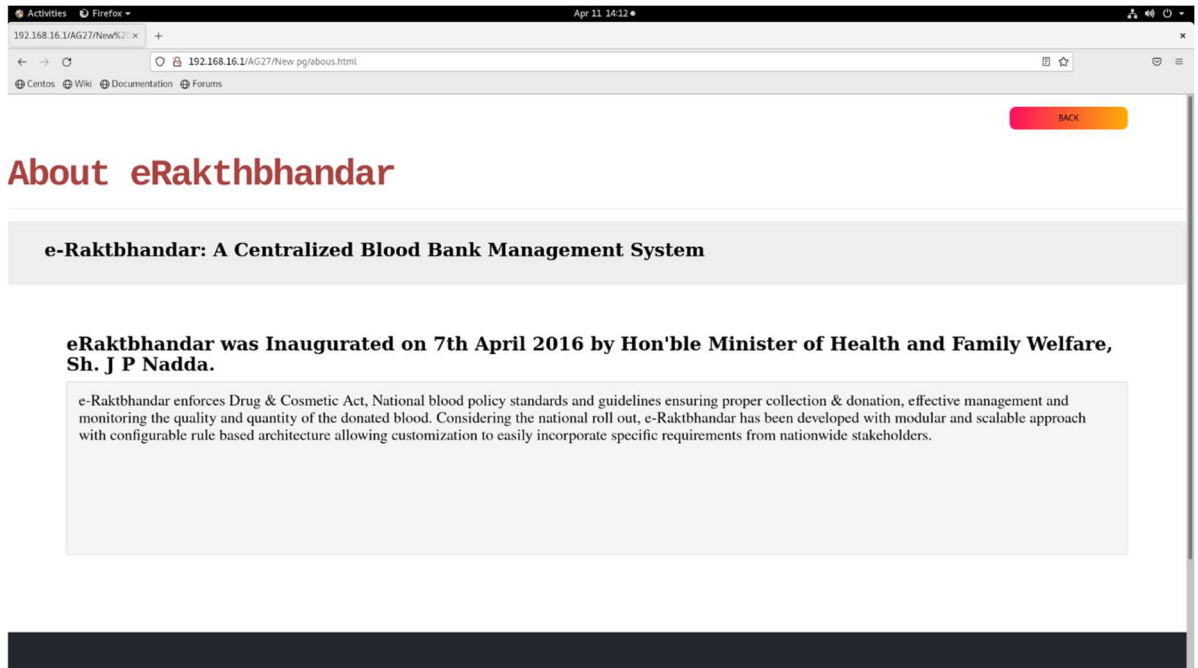 Activities Firefox Apr 11 14:12
192.168.16.1/AG27/New%20
192.168.16.1/AG27/New pg/abous.html
Centos Wiki Documentation Forums
BACK
About eRakthbhandar
e-Raktbhandar: A Centralized Blood Bank Management System
eRaktbhandar was Inaugurated on 7th April 2016 by Hon'ble Minister of Health and Family Welfare,
Sh. J P Nadda.
e-Raktbhandar enforces Drug & Cosmetic Act, National blood policy standards and guidelines ensuring proper collection & donation, effective management and
monitoring the quality and quantity of the donated blood. Considering the national roll out, e-Raktbhandar has been developed with modular and scalable approach
with configurable rule based architecture allowing customization to easily incorporate specific requirements from nationwide stakeholders.